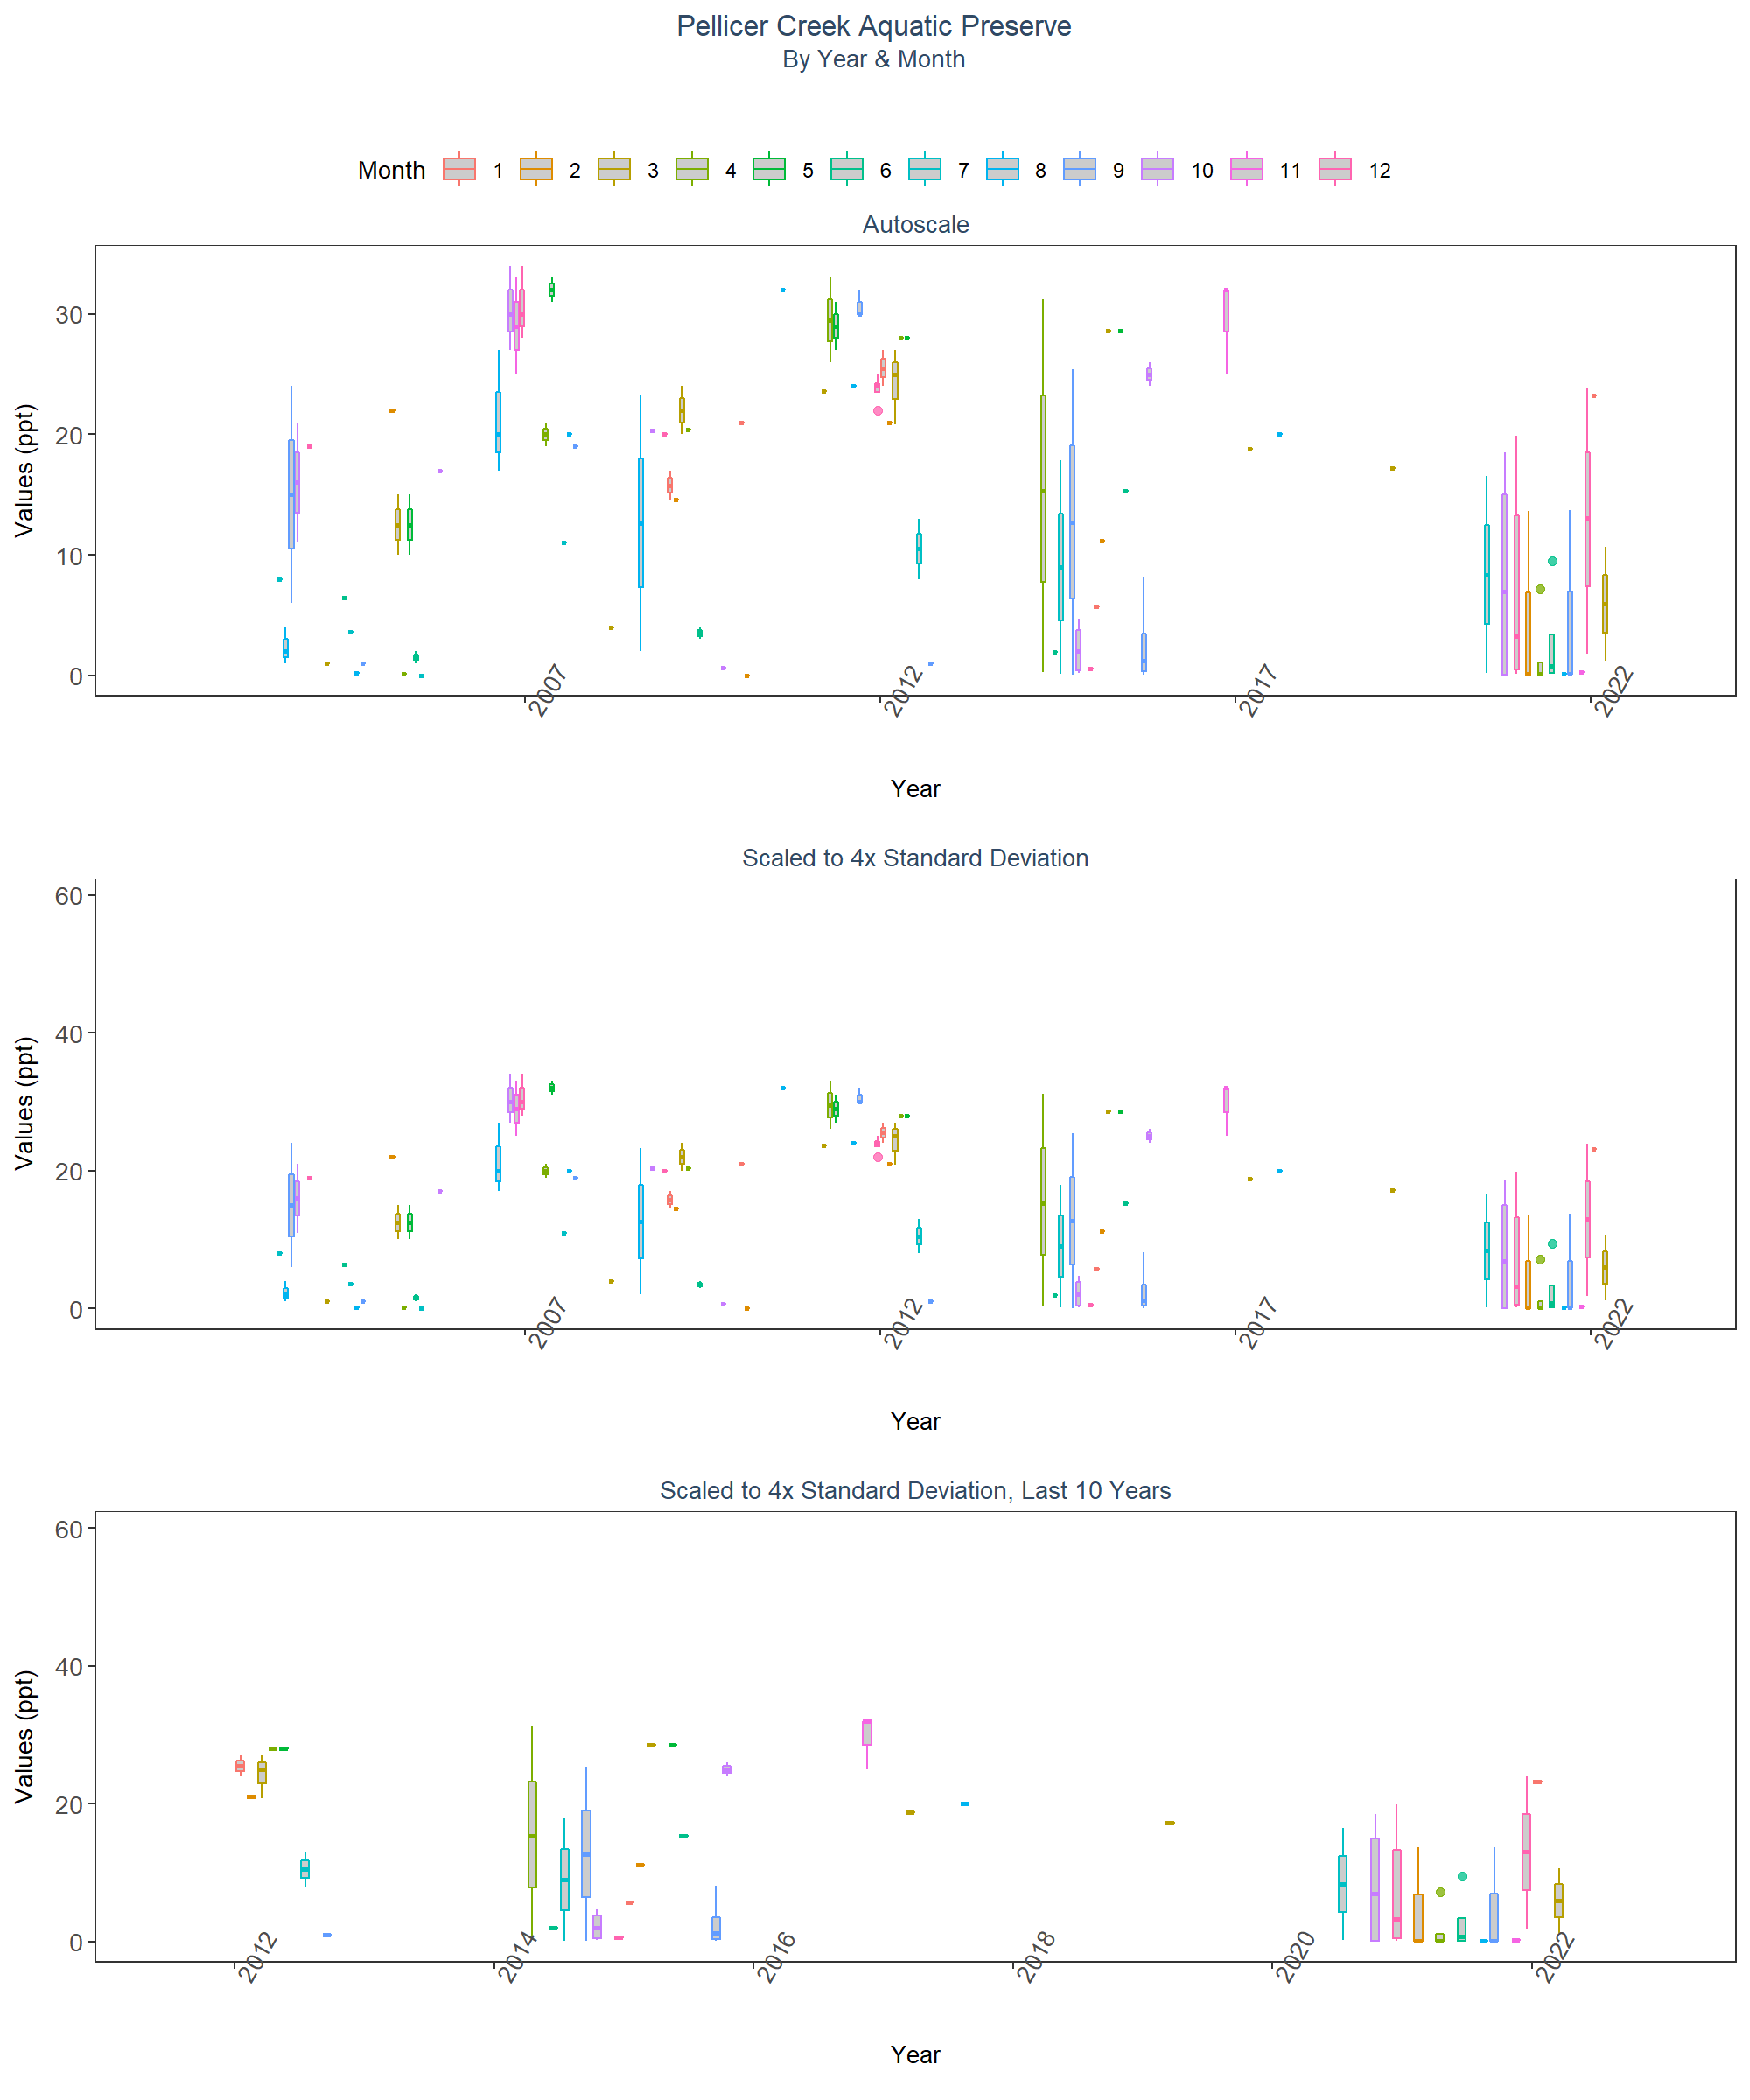 Pellicer Creek Aquatic Preserve
By Year & Month
Month 1 2 3 4 5 6 7 8 9 10 11 12
Autoscale
Values (ppt)
30
20
10
0
2007 2012 2017 2022
Year
Scaled to 4x Standard Deviation
Values (ppt)
60
40
20
0
2007 2012 2017 2022
Year
Scaled to 4x Standard Deviation, Last 10 Years
Values (ppt)
60
40
20
0
2012 2014 2016 2018 2020 2022
Year